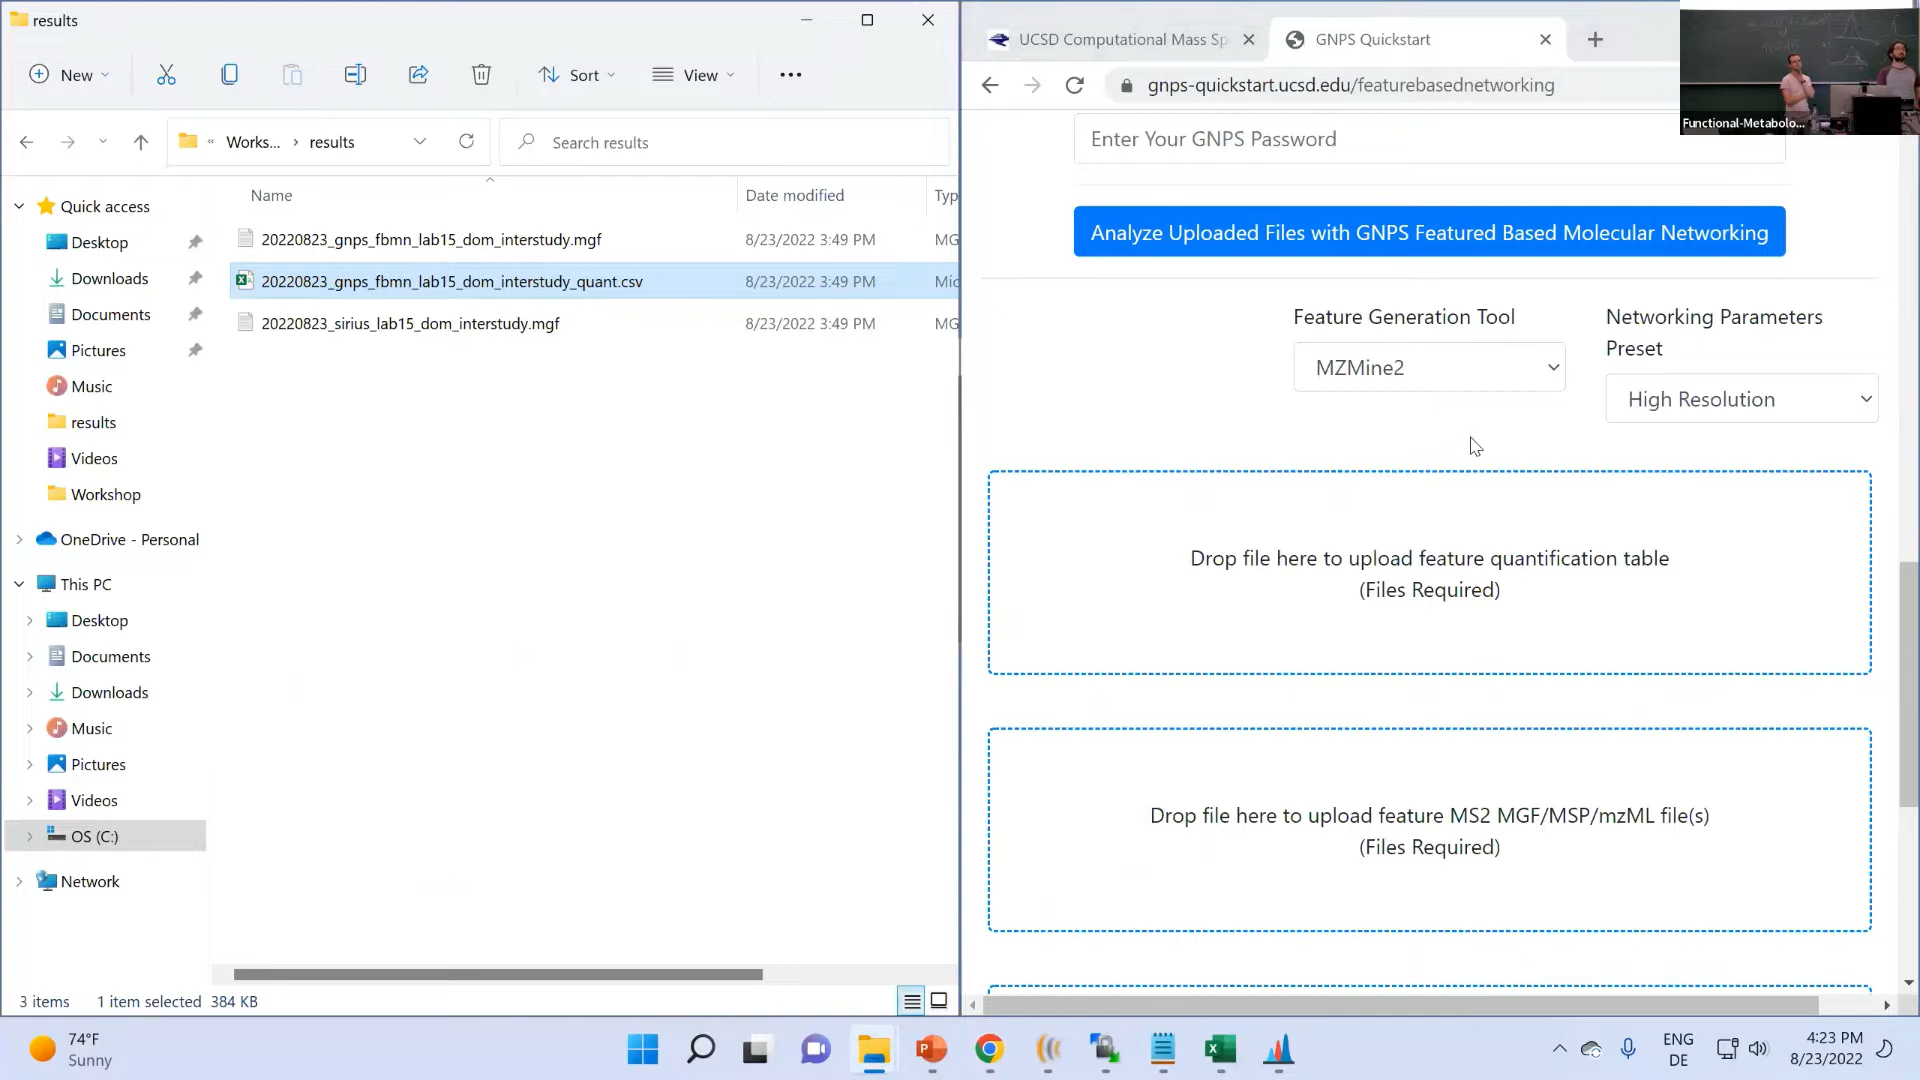 results
New
Sort
View
Works...
results
Search results
Name
Date modified
Typ
20220823_gnps_fbmn_lab15_dom_interstudy.mgf
8/23/2022 3:49 PM
MG
20220823_gnps_fbmn_lab15_dom_interstudy_quant.csv
8/23/2022 3:49 PM
Mic
20220823_sirius_lab15_dom_interstudy.mgf
8/23/2022 3:49 PM
MG
Quick access
Desktop
Downloads
Documents
Pictures
Music
results
Videos
Workshop
OneDrive - Personal
This PC
Desktop
Documents
Downloads
Music
Pictures
Videos
OS (C:)
Network
3 items
1 item selected
384 KB
UCSD Computational Mass Sp
GNPS Quickstart
gnps-quickstart.ucsd.edu/featurebasednetworking
Functional-Metabolo...
Enter Your GNPS Password
Analyze Uploaded Files with GNPS Featured Based Molecular Networking
Feature Generation Tool
MZMine2
Networking Parameters
Preset
High Resolution
Drop file here to upload feature quantification table
(Files Required)
Drop file here to upload feature MS2 MGF/MSP/mzML file(s)
(Files Required)
74°F
Sunny
ENG
DE
4:23 PM
8/23/2022